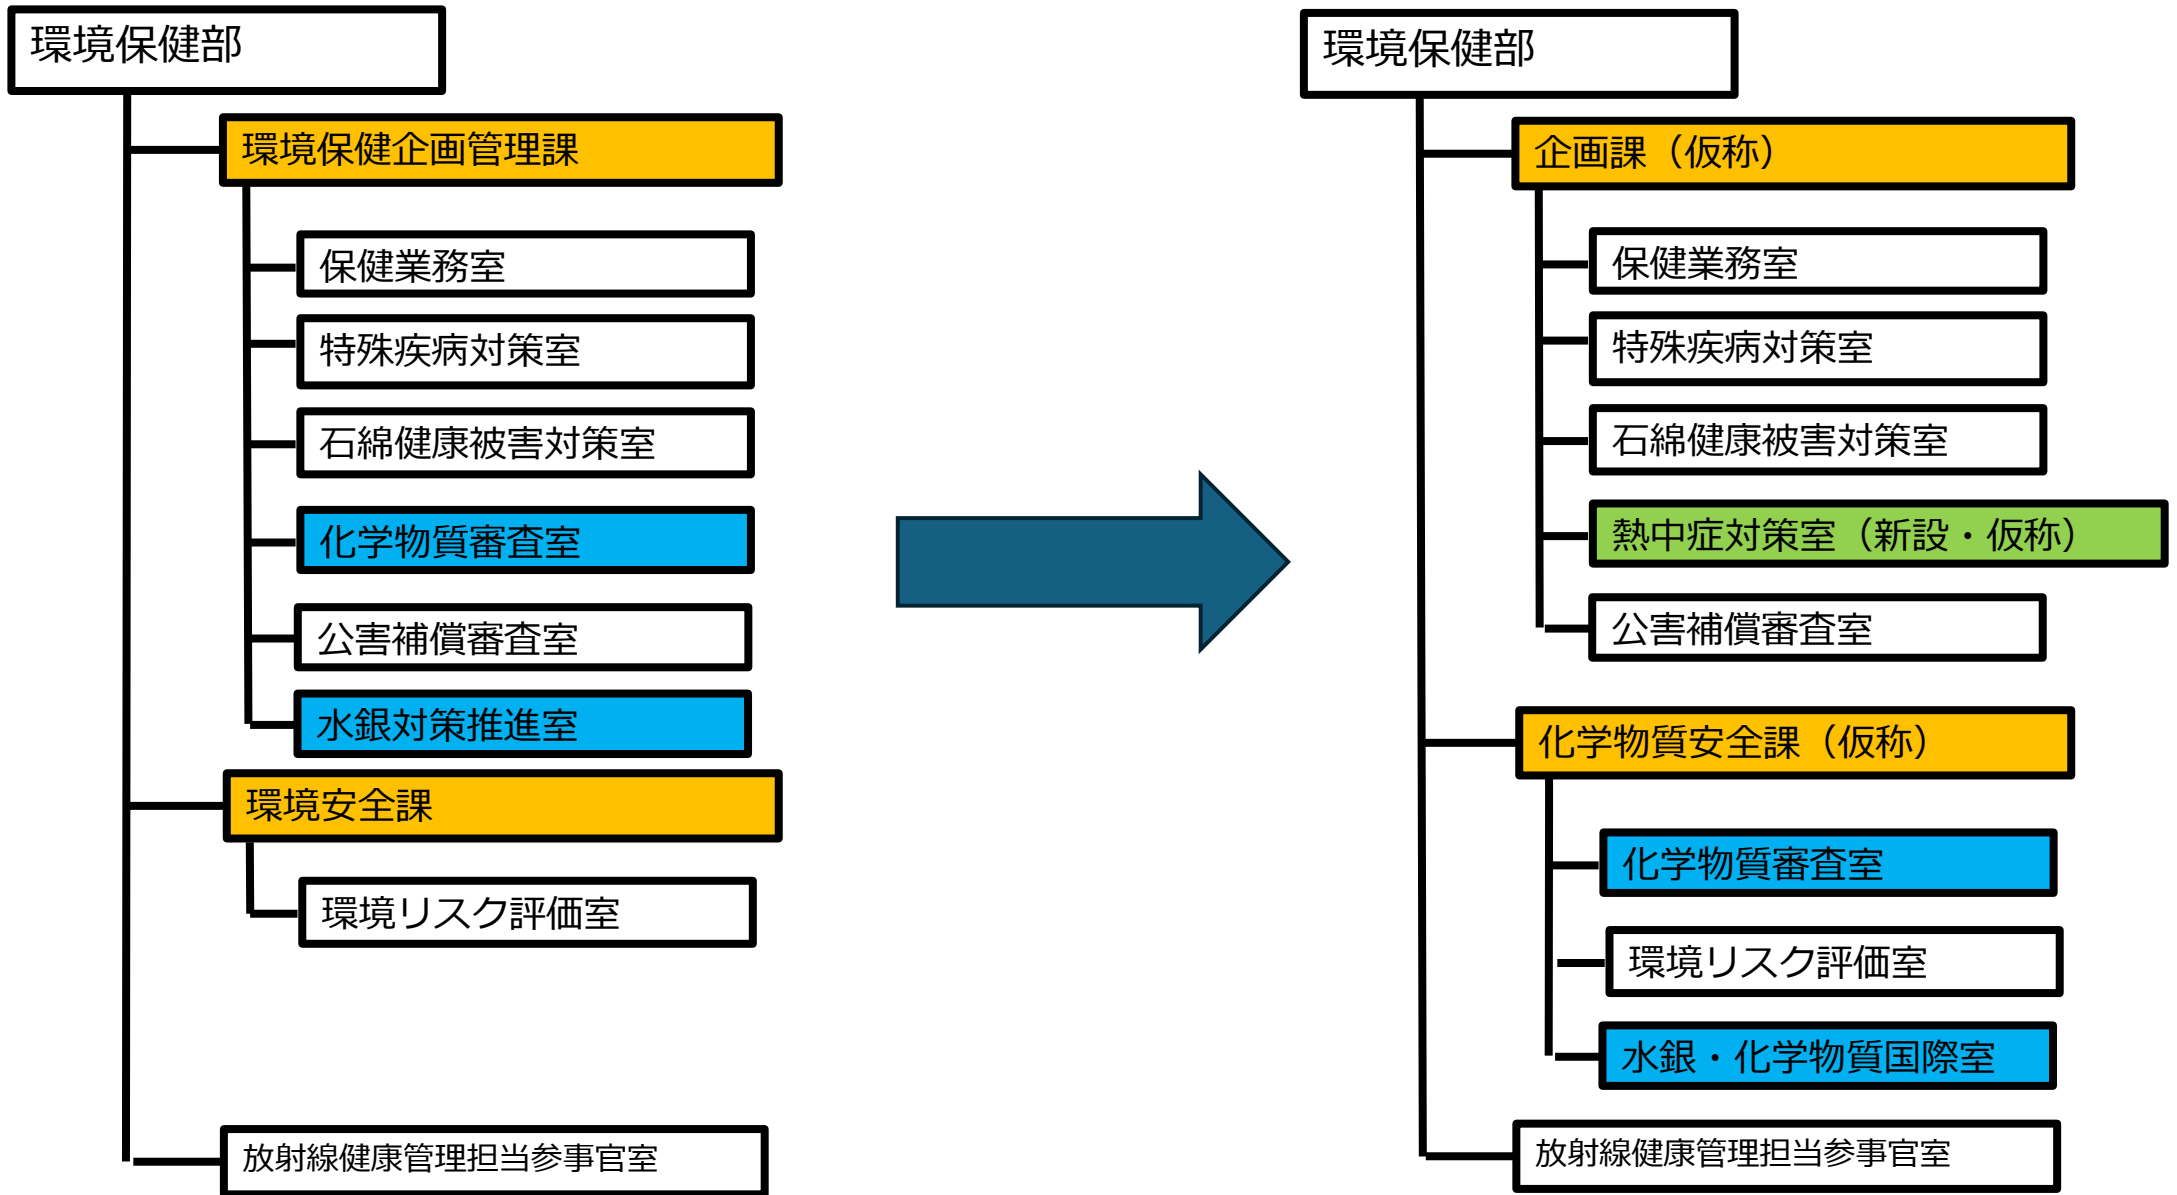 環境保健部
環境保健企画管理課
保健業務室
特殊疾病対策室
石綿健康被害対策室
化学物質審査室
公害補償審査室
水銀対策推進室
環境安全課
環境リスク評価室
放射線健康管理担当参事官室
環境保健部
企画課（仮称）
保健業務室
特殊疾病対策室
石綿健康被害対策室
熱中症対策室（新設・仮称）
公害補償審査室
化学物質安全課（仮称）
化学物質審査室
環境リスク評価室
水銀・化学物質国際室
放射線健康管理担当参事官室